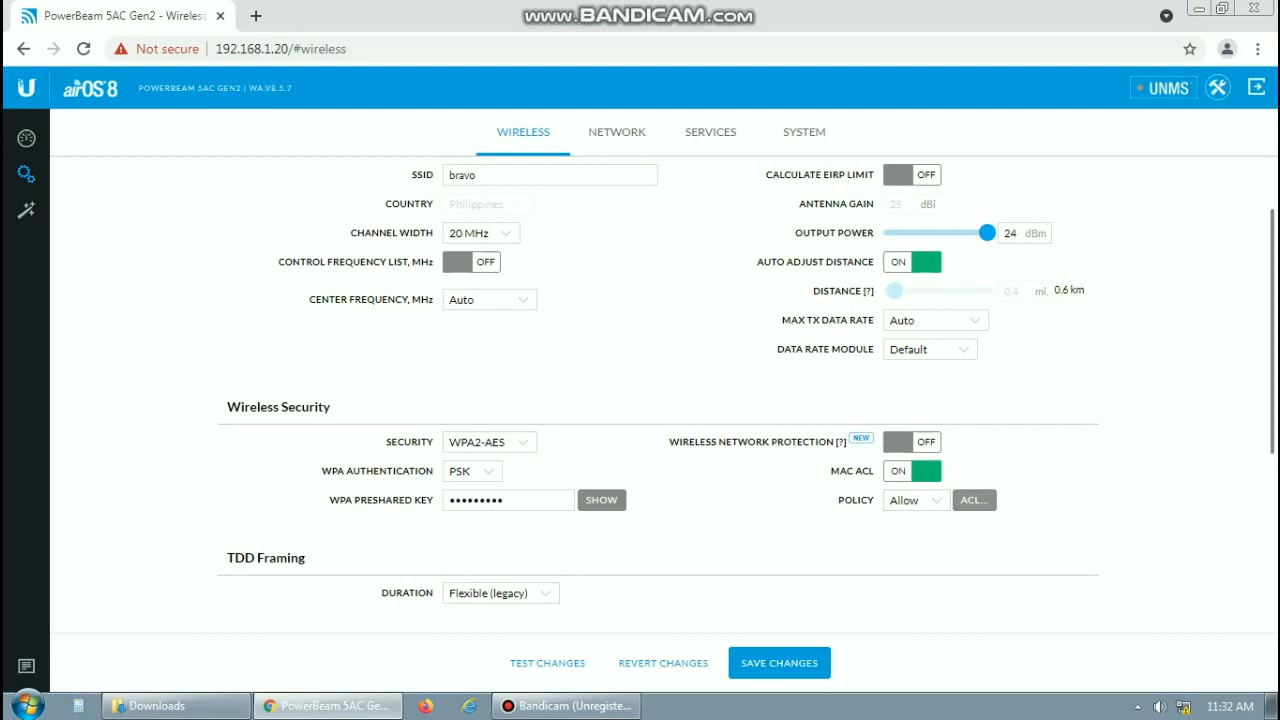 PowerBeam 5AC Gen2 - Wireless
www.BANDICAM.com
Not secure 192.168.1.20/#wireless
airOS 8 POWERBEAM 5AC GEN2 | WA.V8.5.7 UNMS
WIRELESS NETWORK SERVICES SYSTEM
SSID bravo CALCULATE EIRP LIMIT OFF
COUNTRY Philippines ANTENNA GAIN 25 dBi
CHANNEL WIDTH 20 MHz OUTPUT POWER 24 dBm
CONTROL FREQUENCY LIST, MHz OFF AUTO ADJUST DISTANCE ON
DISTANCE [?] 0.4 mi. 0.6 km
CENTER FREQUENCY, MHz Auto
MAX TX DATA RATE Auto
DATA RATE MODULE Default
Wireless Security
SECURITY WPA2-AES WIRELESS NETWORK PROTECTION [?] NEW OFF
WPA AUTHENTICATION PSK MAC ACL ON
WPA PRESHARED KEY ••••••••• SHOW POLICY Allow ACL...
TDD Framing
DURATION Flexible (legacy)
TEST CHANGES REVERT CHANGES SAVE CHANGES
Downloads PowerBeam 5AC Ge... Bandicam (Unregiste... 11:32 AM